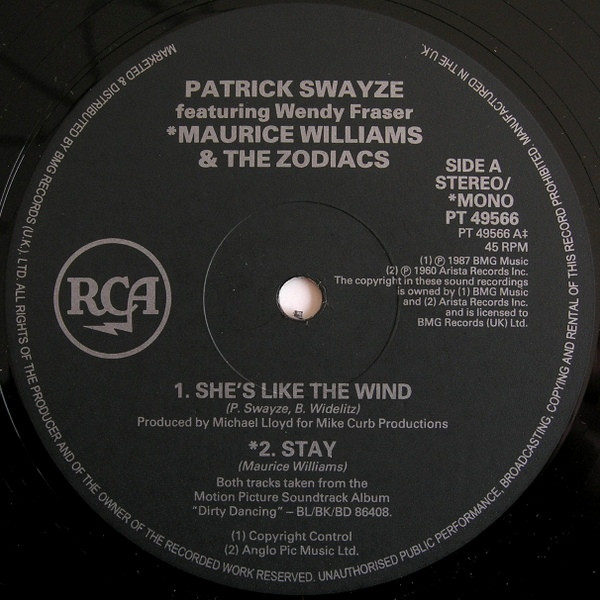 PATRICK SWAYZE
featuring Wendy Fraser
*MAURICE WILLIAMS
& THE ZODIACS
SIDE A
STEREO/
*MONO
PT 49566
PT 49566 A‡
45 RPM
(1) ℗ 1987 BMG Music
(2) ℗ 1960 Arista Records Inc.
The copyright in these sound recordings
is owned by (1) BMG Music
and (2) Arista Records Inc.
and is licensed to
BMG Records (UK) Ltd.
RCA
1. SHE'S LIKE THE WIND
(P. Swayze, B. Widelitz)
Produced by Michael Lloyd for Mike Curb Productions
*2. STAY
(Maurice Williams)
Both tracks taken from the
Motion Picture Soundtrack Album
"Dirty Dancing" – BL/BK/BD 86408.
(1) Copyright Control
(2) Anglo Pic Music Ltd.
MARKETED & DISTRIBUTED BY BMG RECORDS (U.K.), LTD. ALL RIGHTS OF THE PRODUCER AND OF THE OWNER OF THE RECORDED WORK RESERVED. UNAUTHORISED PUBLIC PERFORMANCE, BROADCASTING, COPYING AND RENTAL OF THIS RECORD PROHIBITED. MANUFACTURED IN THE U.K.